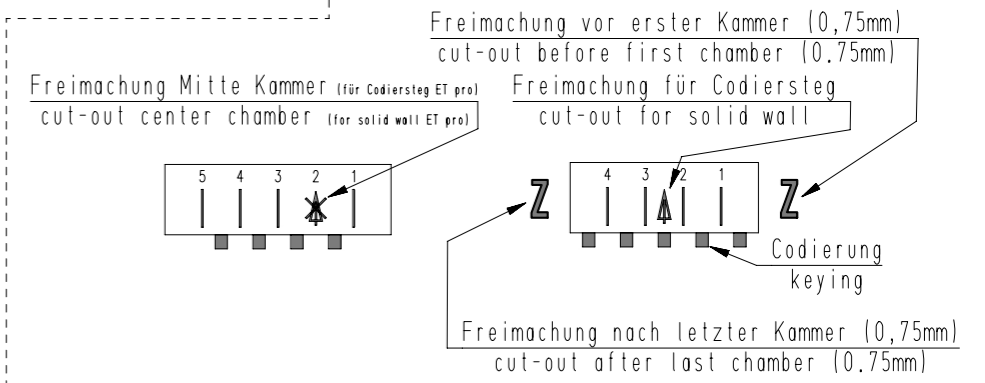 Freimachung vor erster Kammer (0,75mm)
cut-out before first chamber (0.75mm)
Freimachung Mitte Kammer (für Codiersteg ET pro)
cut-out center chamber (for solid wall ET pro)
Freimachung für Codiersteg
cut-out for solid wall
5 4 3 2 1
Z 4 3 2 1 Z
Codierung
keying
Freimachung nach letzter Kammer (0,75mm)
cut-out after last chamber (0.75mm)